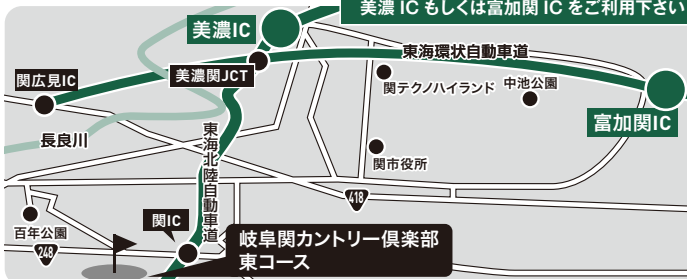 美濃 IC もしくは富加関 IC をご利用下さい
美濃IC
東海環状自動車道
関広見IC
美濃関JCT
関テクノハイランド
中池公園
富加関IC
長良川
東海北陸自動車道
関市役所
418
百年公園
関IC
248
岐阜関カントリー倶楽部
東コース